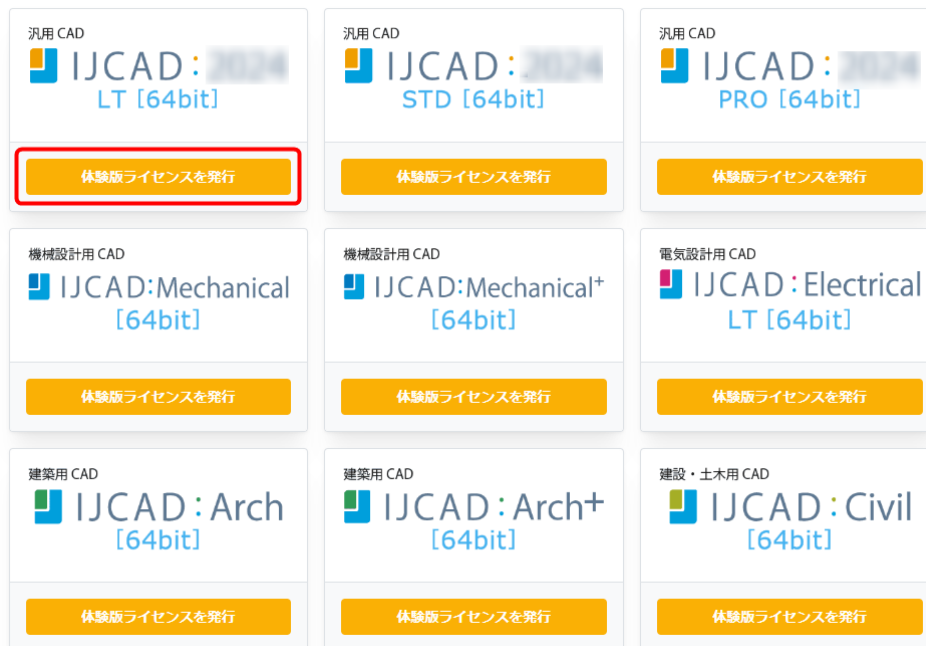 汎用 CAD
IJCAD:
LT [64bit]
体験版ライセンスを発行
汎用 CAD
IJCAD:
STD [64bit]
体験版ライセンスを発行
汎用 CAD
IJCAD:
PRO [64bit]
体験版ライセンスを発行
機械設計用 CAD
IJCAD:Mechanical
[64bit]
体験版ライセンスを発行
機械設計用 CAD
IJCAD:Mechanical⁺
[64bit]
体験版ライセンスを発行
電気設計用 CAD
IJCAD:Electrical
LT [64bit]
体験版ライセンスを発行
建築用 CAD
IJCAD:Arch
[64bit]
体験版ライセンスを発行
建築用 CAD
IJCAD:Arch+
[64bit]
体験版ライセンスを発行
建設・土木用 CAD
IJCAD:Civil
[64bit]
体験版ライセンスを発行